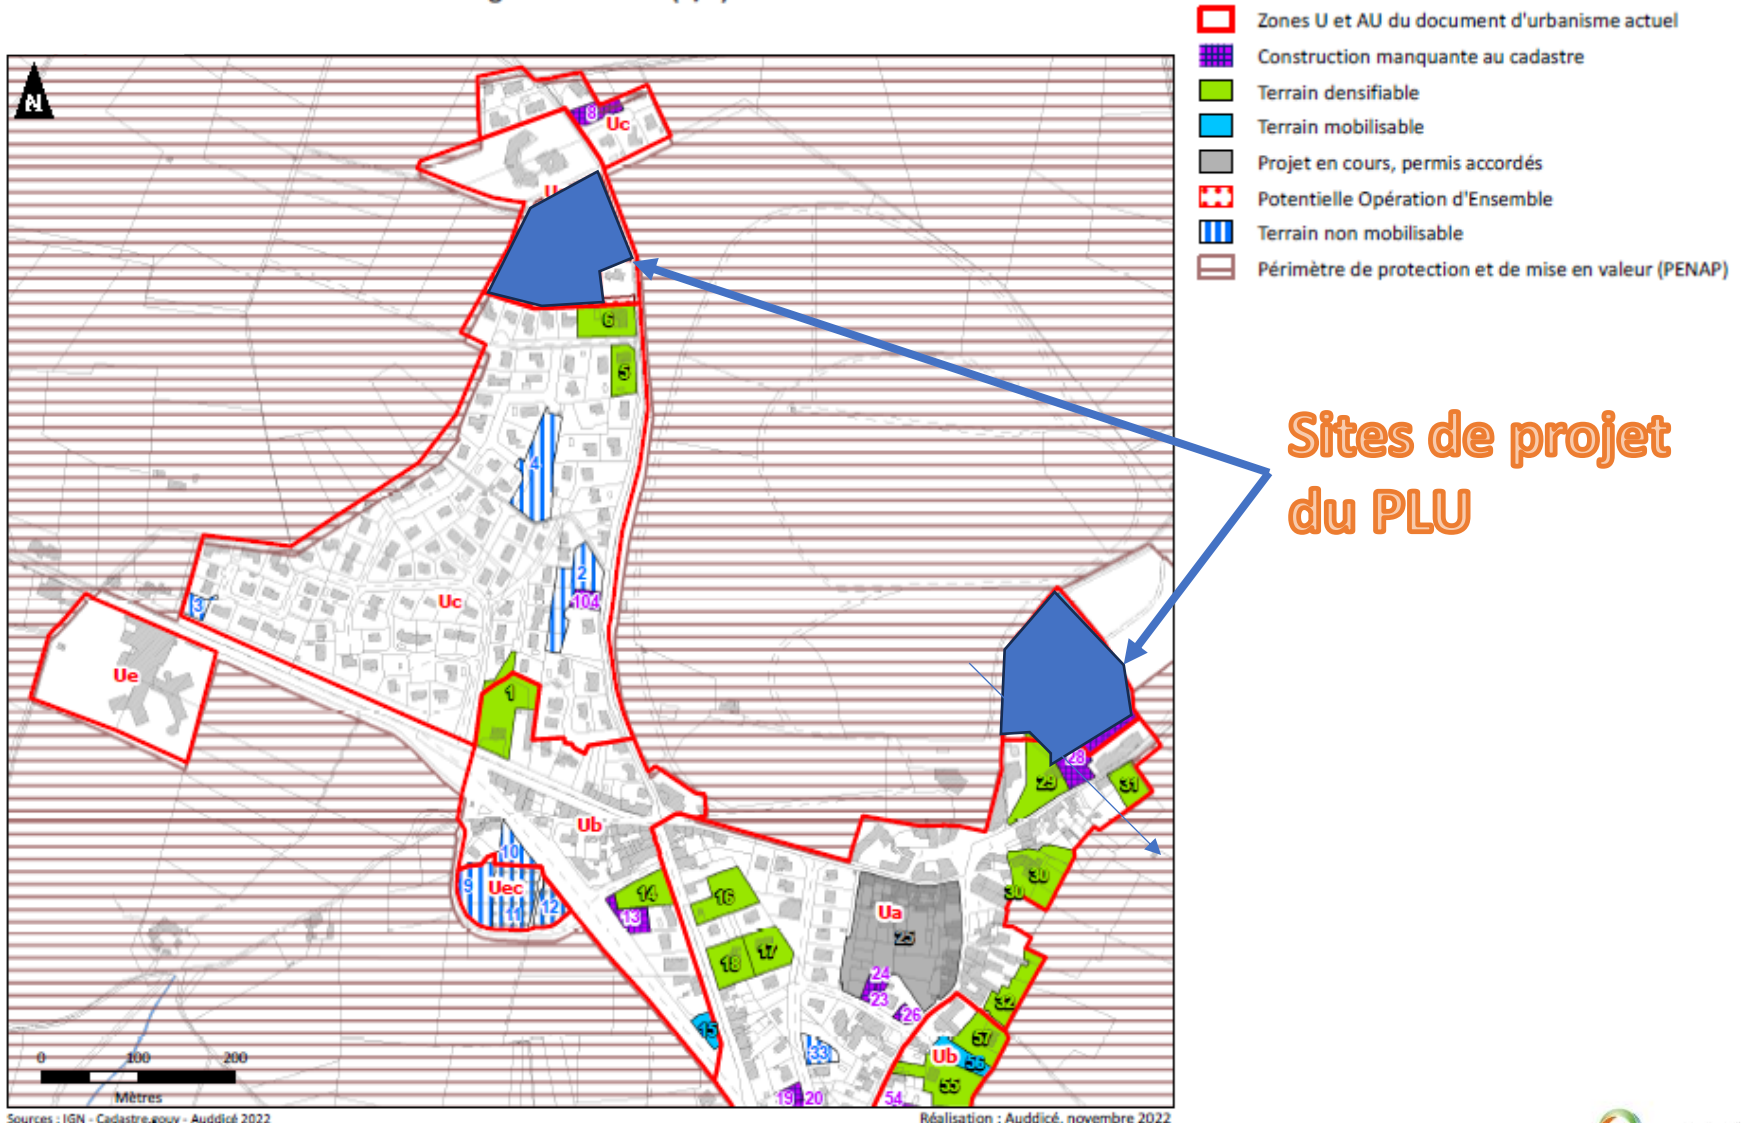 Zones U et AU du document d'urbanisme actuel
Construction manquante au cadastre
Terrain densifiable
Terrain mobilisable
Projet en cours, permis accordés
Potentielle Opération d'Ensemble
Terrain non mobilisable
Périmètre de protection et de mise en valeur (PENAP)
N
8
Uc
6
5
Sites de projet
du PLU
4
2
104
3
Uc
Ue
1
28
29
31
Ub
10
9
Uec
11
12
14
13
16
30
30
Ua
25
17
18
24
23
26
32
15
57
33
Ub
56
55
19
20
54
0 100 200
Mètres
Sources : IGN - Cadastre.gouv - Auddicé 2022
Réalisation : Auddicé, novembre 2022